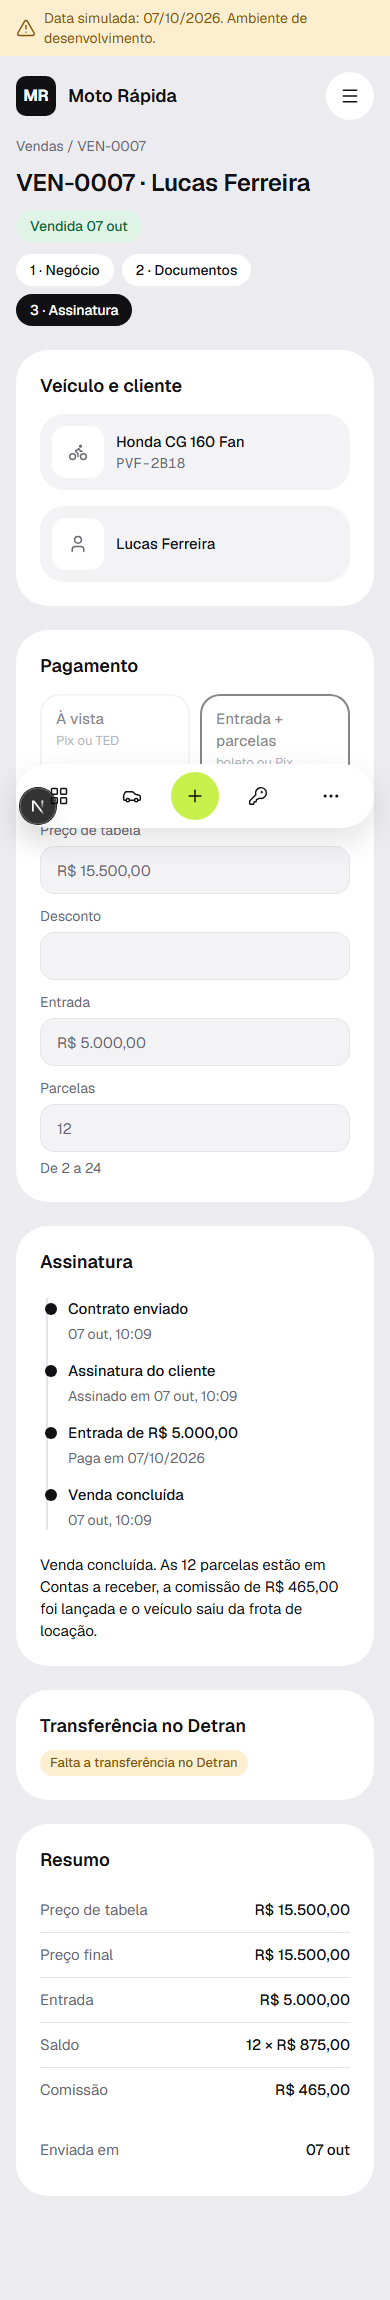 Data simulada: 07/10/2026. Ambiente de
desenvolvimento.
MR
Moto Rápida
Vendas / VEN-0007
VEN-0007 · Lucas Ferreira
Vendida 07 out
1 · Negócio
2 · Documentos
3 · Assinatura
Veículo e cliente
Honda CG 160 Fan
PVF-2B18
Lucas Ferreira
Pagamento
À vista
Pix ou TED
Entrada +
parcelas
boleto ou Pix
N
Preço de tabela
R$ 15.500,00
Desconto
Entrada
R$ 5.000,00
Parcelas
12
De 2 a 24
Assinatura
Contrato enviado
07 out, 10:09
Assinatura do cliente
Assinado em 07 out, 10:09
Entrada de R$ 5.000,00
Paga em 07/10/2026
Venda concluída
07 out, 10:09
Venda concluída. As 12 parcelas estão em
Contas a receber, a comissão de R$ 465,00
foi lançada e o veículo saiu da frota de
locação.
Transferência no Detran
Falta a transferência no Detran
Resumo
Preço de tabela
R$ 15.500,00
Preço final
R$ 15.500,00
Entrada
R$ 5.000,00
Saldo
12 × R$ 875,00
Comissão
R$ 465,00
Enviada em
07 out